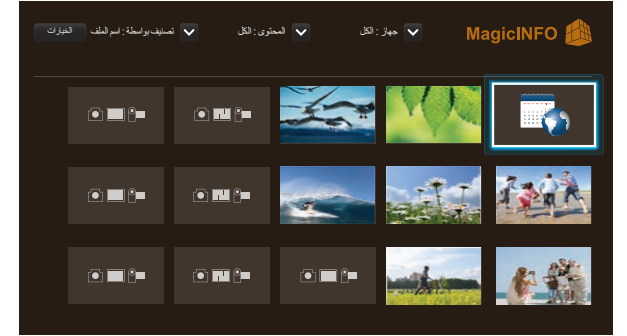 MagicINFO
جهاز : الكل
المحتوى : الكل
تصنيف بواسطة : اسم الملف
الخيارات